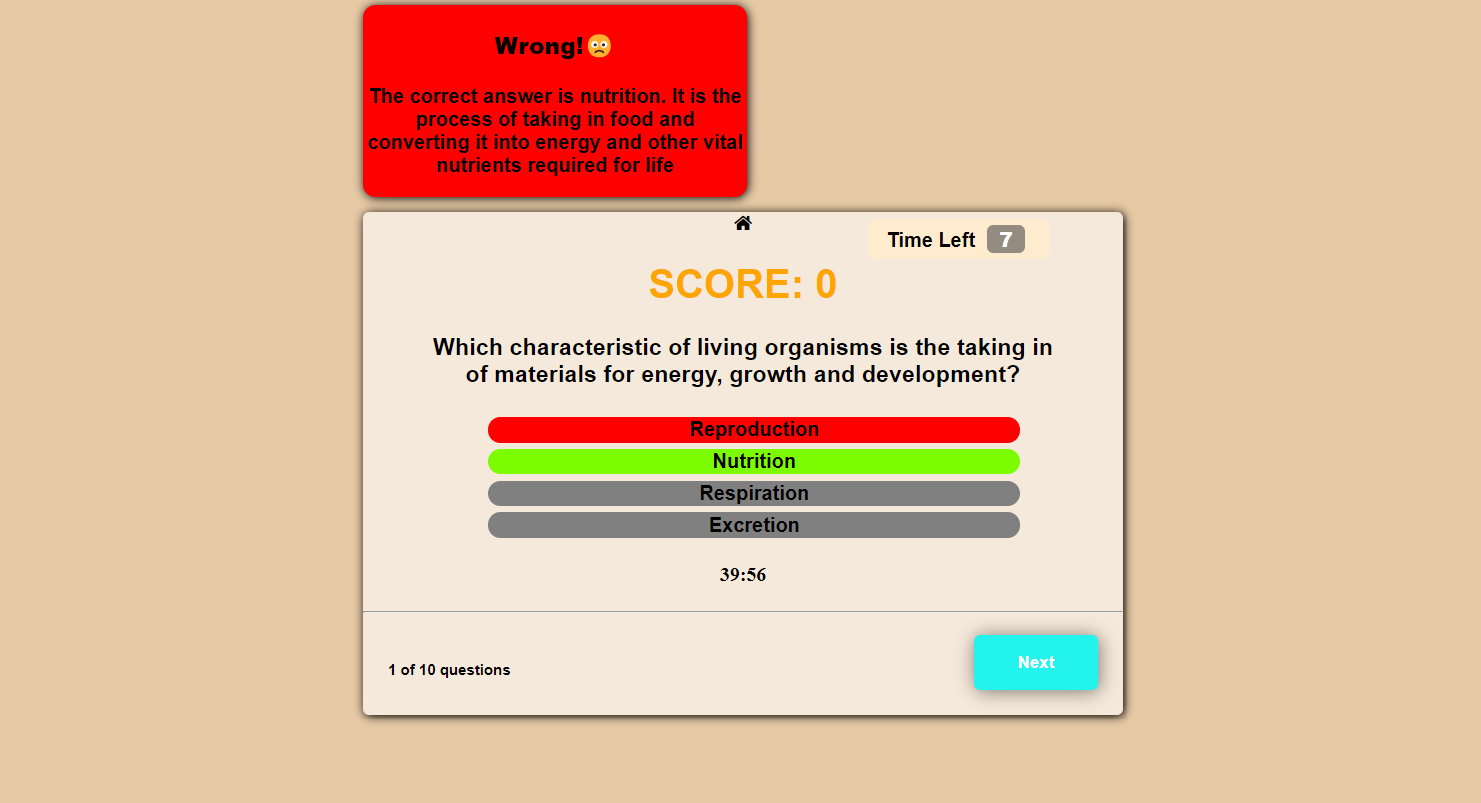 Wrong!
The correct answer is nutrition. It is the
process of taking in food and
converting it into energy and other vital
nutrients required for life
Time Left 7
SCORE: 0
Which characteristic of living organisms is the taking in
of materials for energy, growth and development?
Reproduction
Nutrition
Respiration
Excretion
39:56
1 of 10 questions
Next